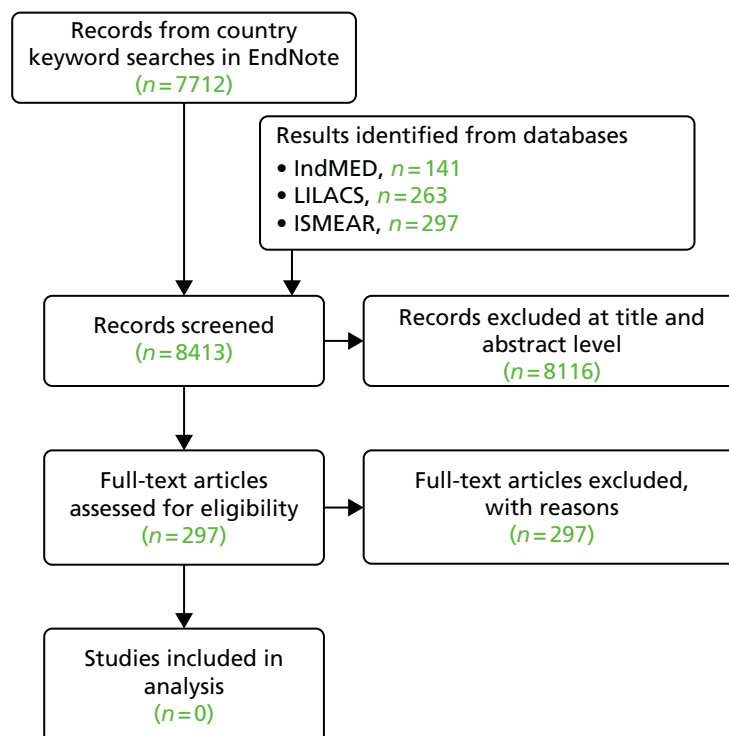 Records from country
keyword searches in EndNote
(n=7712)
Results identified from databases
• IndMED, n=141
• LILACS, n=263
• ISMEAR, n=297
Records screened
(n=8413)
Records excluded at title and
abstract level
(n=8116)
Full-text articles
assessed for eligibility
(n=297)
Full-text articles excluded,
with reasons
(n=297)
Studies included in
analysis
(n=0)